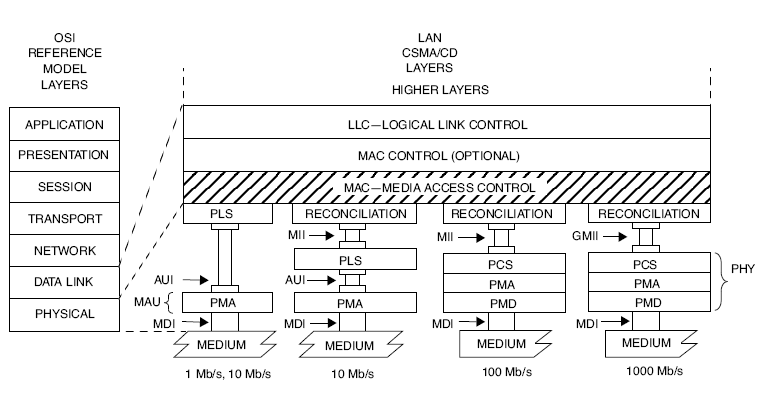 OSI
REFERENCE
MODEL
LAYERS
LAN
CSMA/CD
LAYERS
HIGHER LAYERS
APPLICATION
PRESENTATION
SESSION
TRANSPORT
NETWORK
DATA LINK
PHYSICAL
LLC—LOGICAL LINK CONTROL
MAC CONTROL (OPTIONAL)
MAC—MEDIA ACCESS CONTROL
PLS
AUI
MAU
PMA
MDI
MEDIUM
1 Mb/s, 10 Mb/s
RECONCILIATION
MII
PLS
AUI
PMA
MDI
MEDIUM
10 Mb/s
RECONCILIATION
MII
PCS
PMA
PMD
MDI
MEDIUM
100 Mb/s
RECONCILIATION
GMII
PCS
PMA
PMD
PHY
MDI
MEDIUM
1000 Mb/s